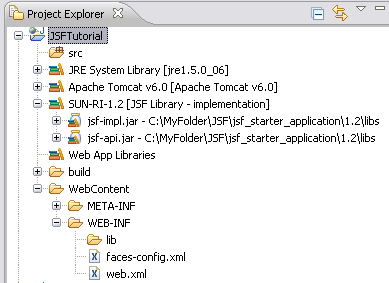 Project Explorer
JSFTutorial
src
JRE System Library [jre1.5.0_06]
Apache Tomcat v6.0 [Apache Tomcat v6.0]
SUN-RI-1.2 [JSF Library - implementation]
jsf-impl.jar - C:\MyFolder\JSF\jsf_starter_application\1.2\libs
jsf-api.jar - C:\MyFolder\JSF\jsf_starter_application\1.2\libs
Web App Libraries
build
WebContent
META-INF
WEB-INF
lib
faces-config.xml
web.xml